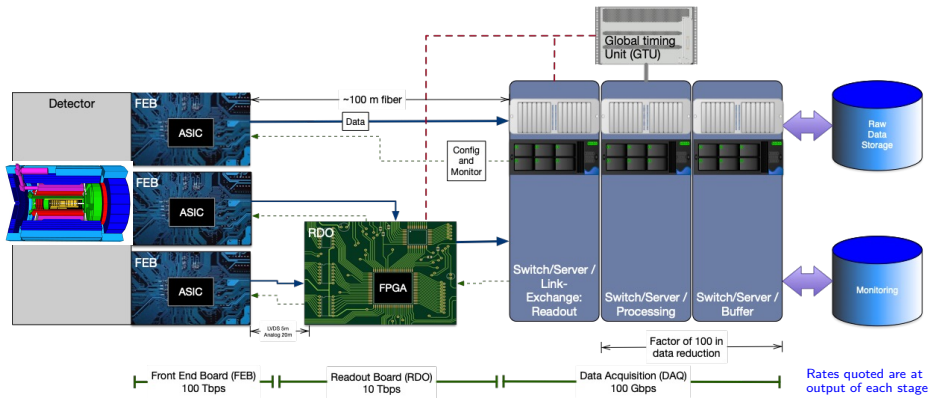 Global timing
Unit (GTU)
Detector
FEB
ASIC
~100 m fiber
Data
Config
and
Monitor
Raw
Data
Storage
FEB
ASIC
RDO
FPGA
FEB
ASIC
LVDS 5m
Analog 20m
Switch/Server /
Link-
Exchange:
Readout
Switch/Server /
Processing
Switch/Server /
Buffer
Monitoring
Factor of 100 in
data reduction
Front End Board (FEB)
100 Tbps
Readout Board (RDO)
10 Tbps
Data Acquisition (DAQ)
100 Gbps
Rates quoted are at
output of each stage